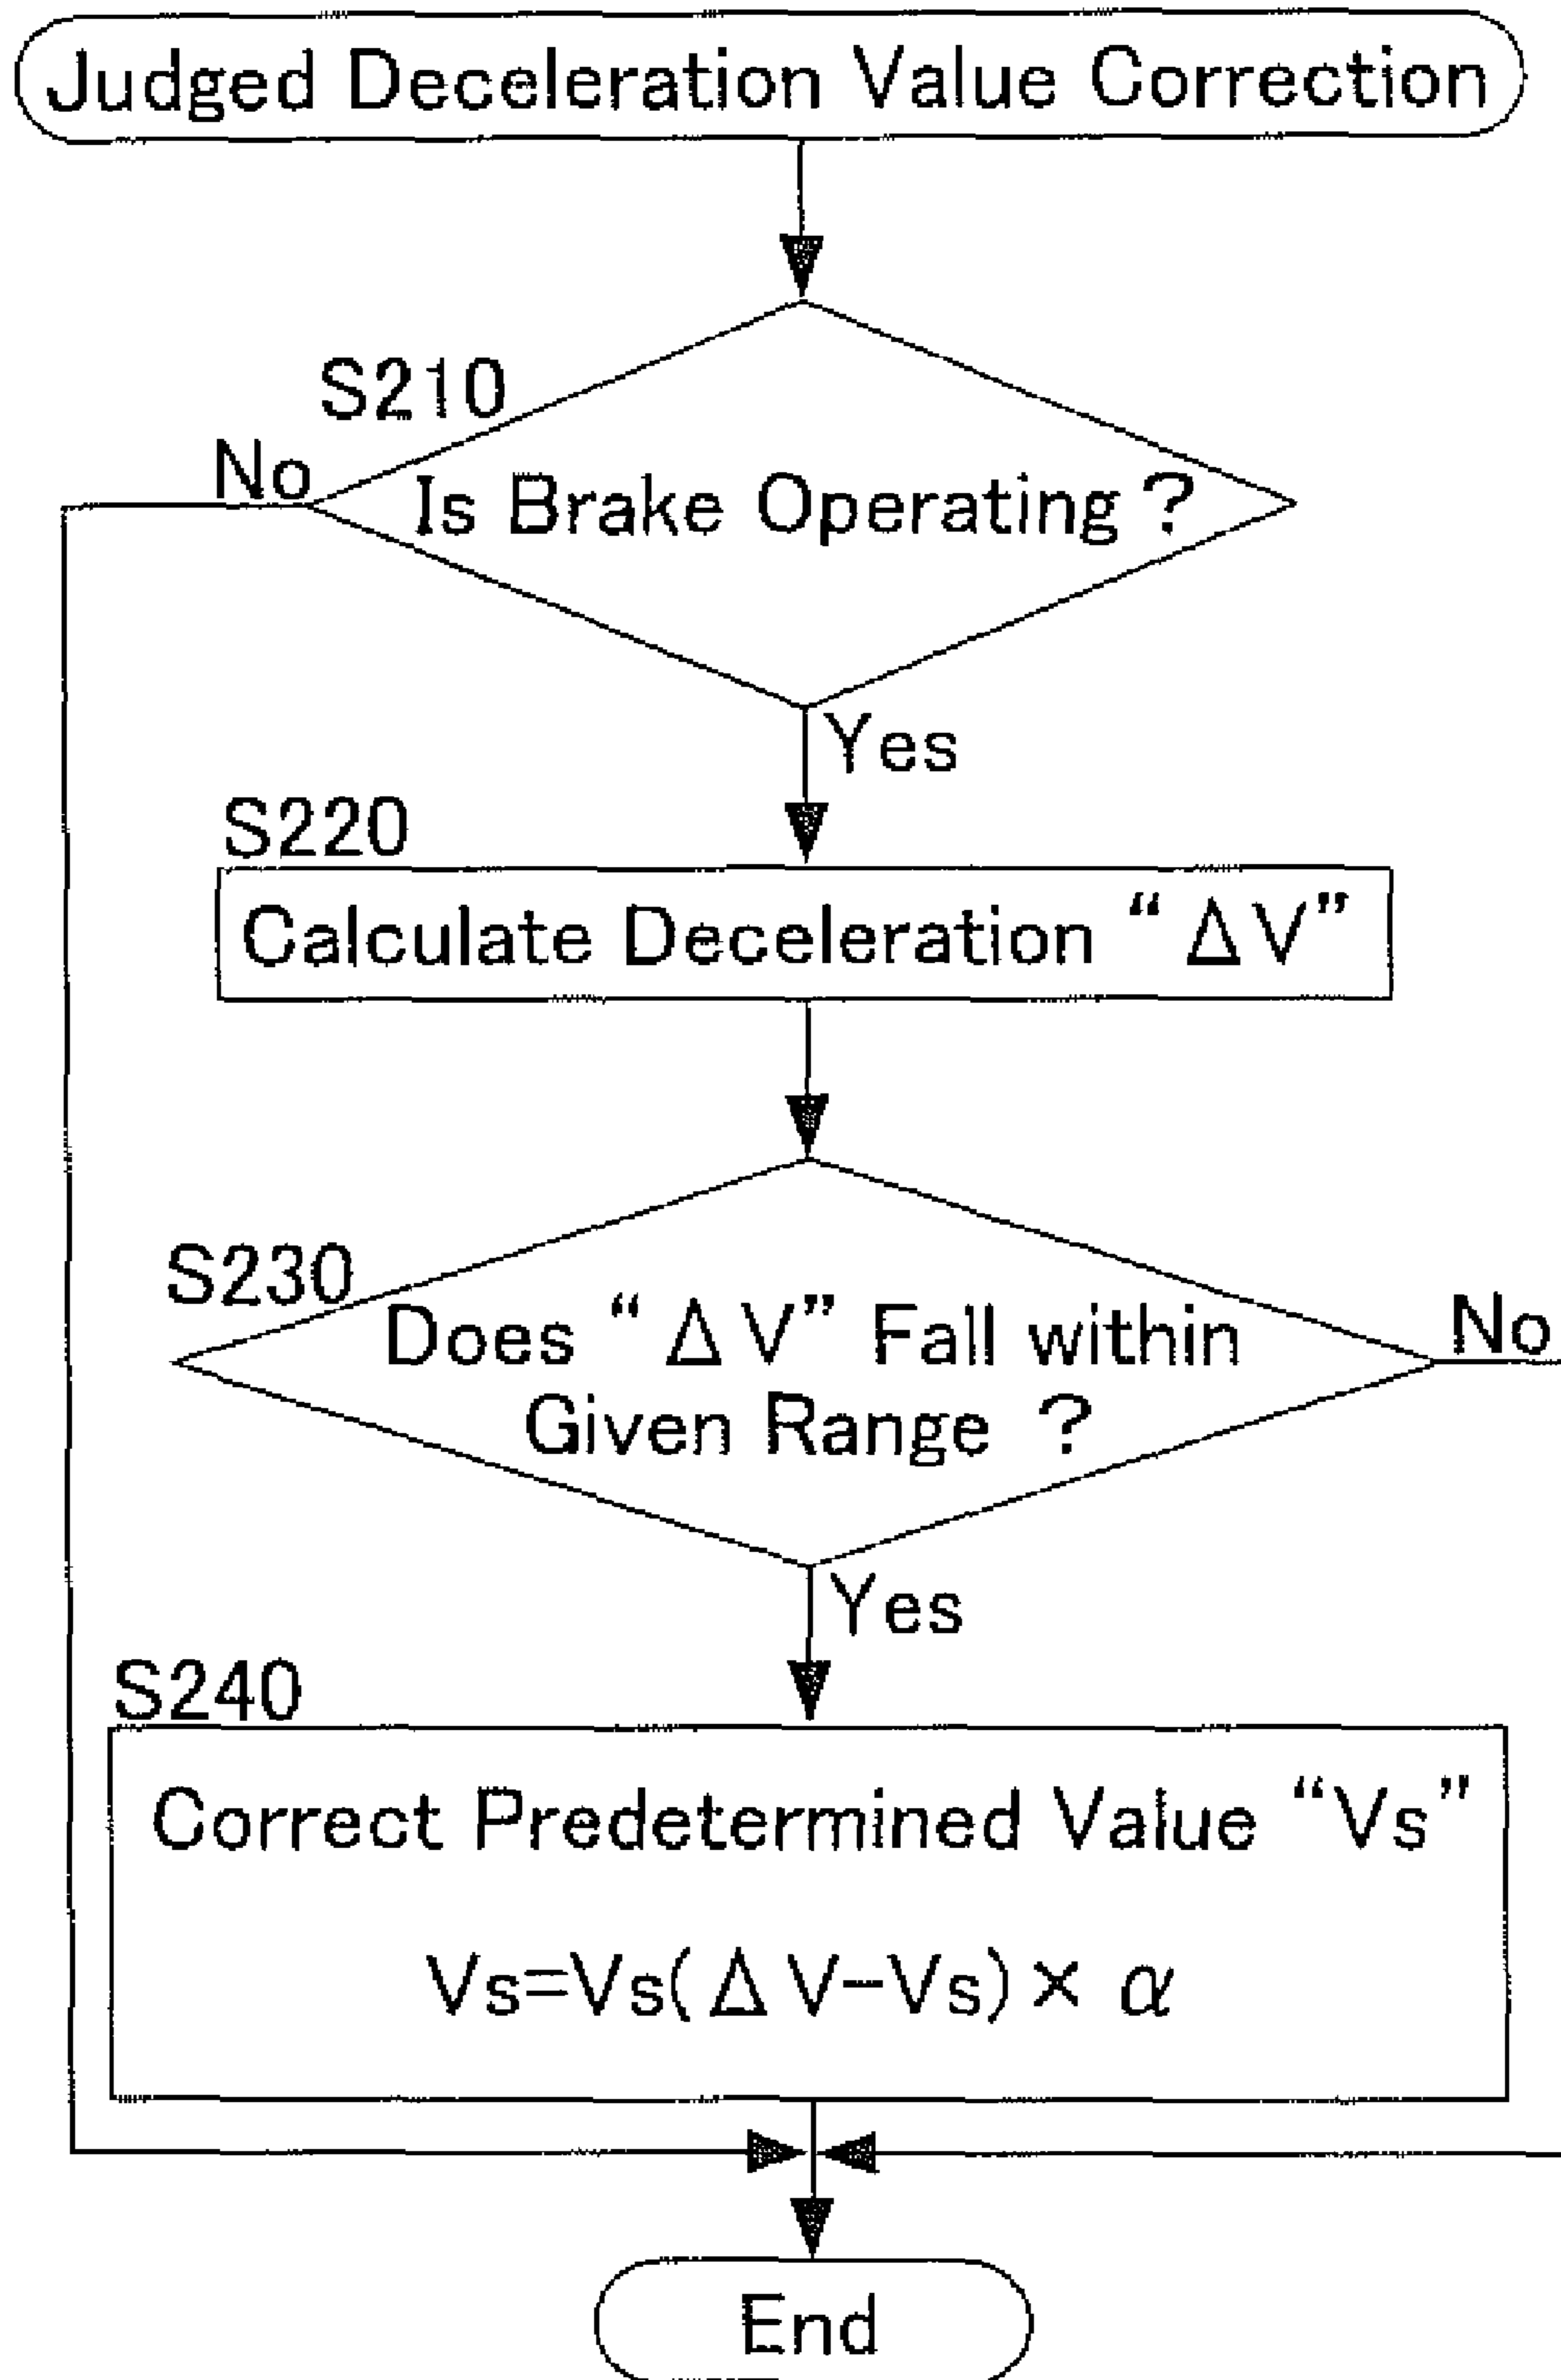 Judged Deceleration Value Correction
S210
No
Is Brake Operating ?
Yes
S220
Calculate Deceleration “ΔV”
S230
Does “ΔV” Fall within
Given Range ?
No
Yes
S240
Correct Predetermined Value “Vs”
Vs=Vs(ΔV-Vs)× α
End